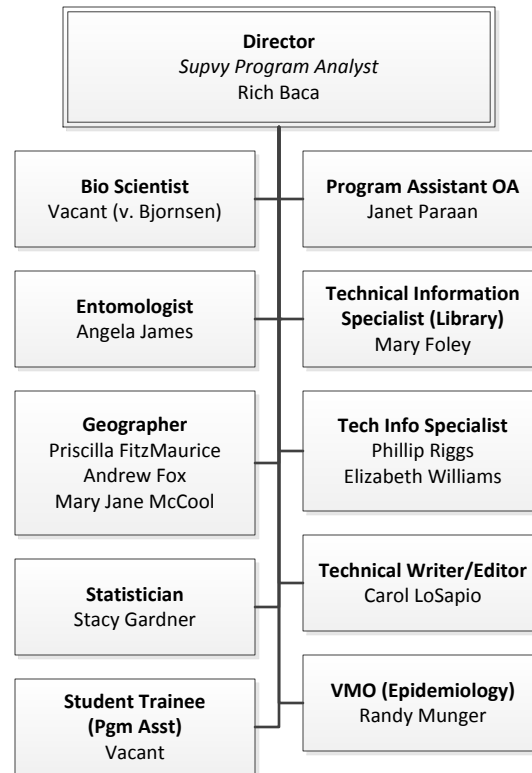 Director
Supvy Program Analyst
Rich Baca
Bio Scientist
Vacant (v. Bjornsen)
Program Assistant OA
Janet Paraan
Entomologist
Angela James
Technical Information
Specialist (Library)
Mary Foley
Geographer
Priscilla FitzMaurice
Andrew Fox
Mary Jane McCool
Tech Info Specialist
Phillip Riggs
Elizabeth Williams
Statistician
Stacy Gardner
Technical Writer/Editor
Carol LoSapio
Student Trainee
(Pgm Asst)
Vacant
VMO (Epidemiology)
Randy Munger